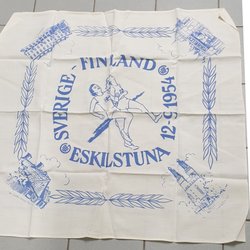 SVERIGE - FINLAND
12-9 1954
ESKILSTUNA